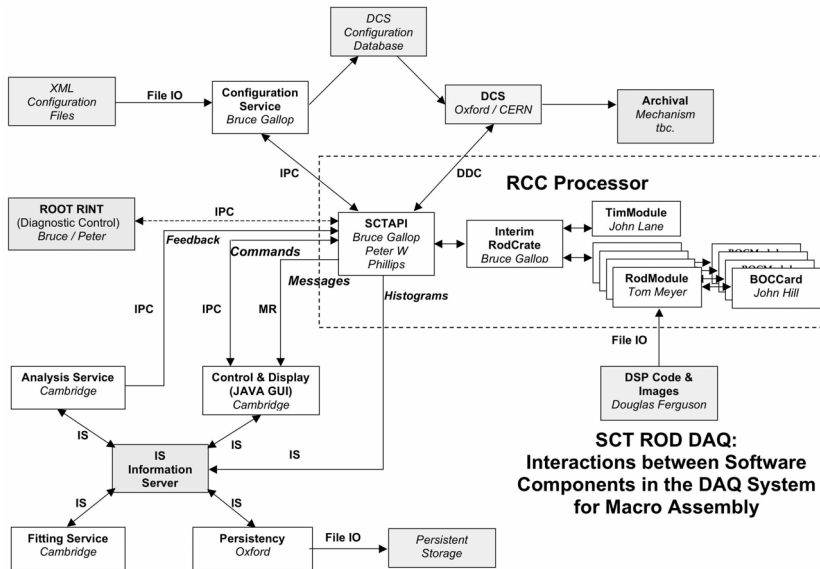 DCS
Configuration
Database
XML
Configuration
Files
File IO
Configuration
Service
Bruce Gallop
DCS
Oxford / CERN
Archival
Mechanism
tbc.
IPC
DDC
RCC Processor
ROOT RINT
(Diagnostic Control)
Bruce / Peter
IPC
Feedback
Commands
Messages
Histograms
SCTAPI
Bruce Gallop
Peter W
Phillips
Interim
RodCrate
Bruce Gallop
TimModule
John Lane
RodModule
Tom Meyer
BOCCard
John Hill
IPC
IPC
MR
File IO
Analysis Service
Cambridge
Control & Display
(JAVA GUI)
Cambridge
DSP Code &
Images
Douglas Ferguson
IS
IS
IS
IS
Information
Server
IS
IS
Fitting Service
Cambridge
Persistency
Oxford
File IO
Persistent
Storage
SCT ROD DAQ:
Interactions between Software
Components in the DAQ System
for Macro Assembly